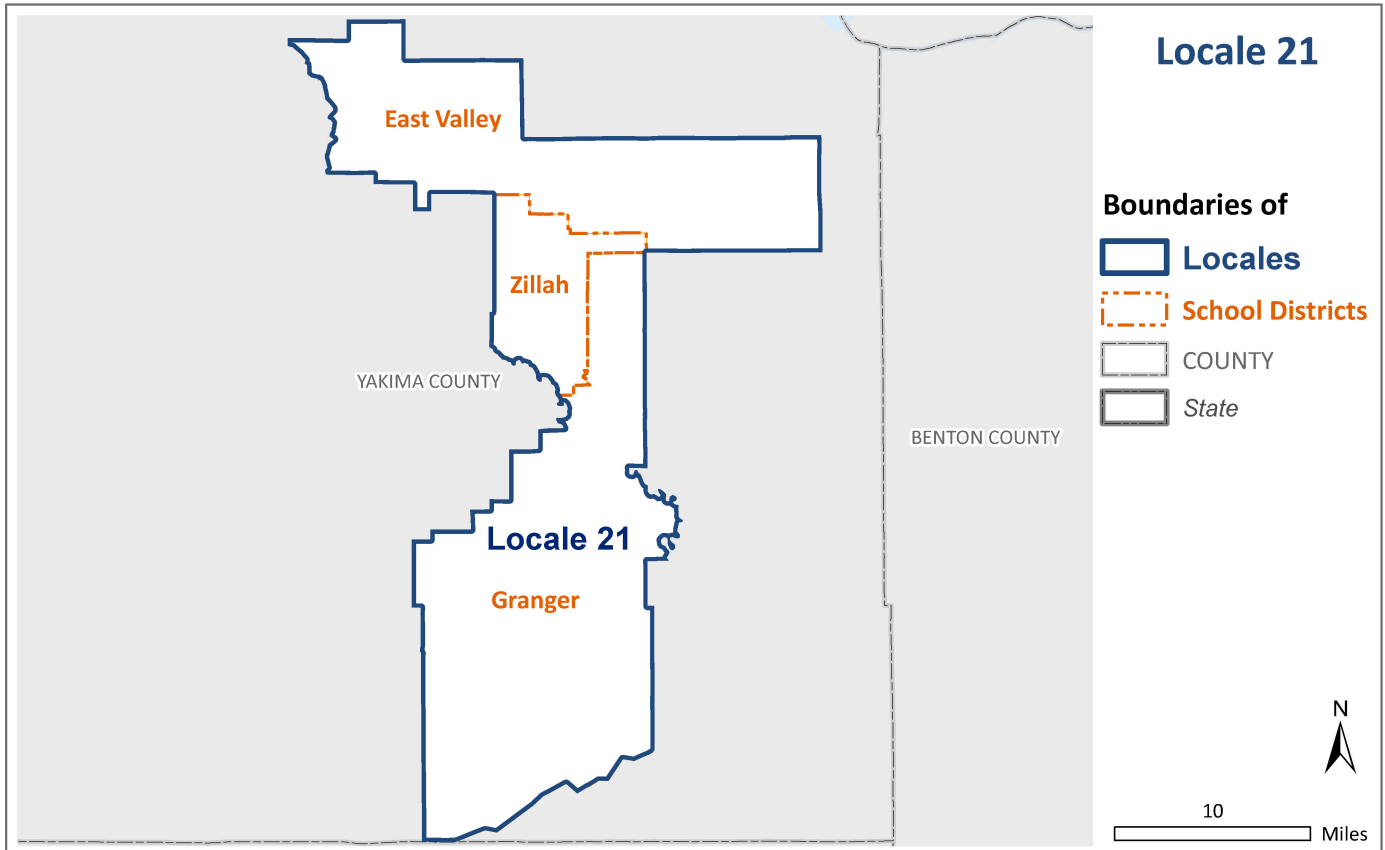 Locale 21
East Valley
Boundaries of
Locales
Zillah
School Districts
COUNTY
YAKIMA COUNTY
State
BENTON COUNTY
Locale 21
Granger
N
10
Miles